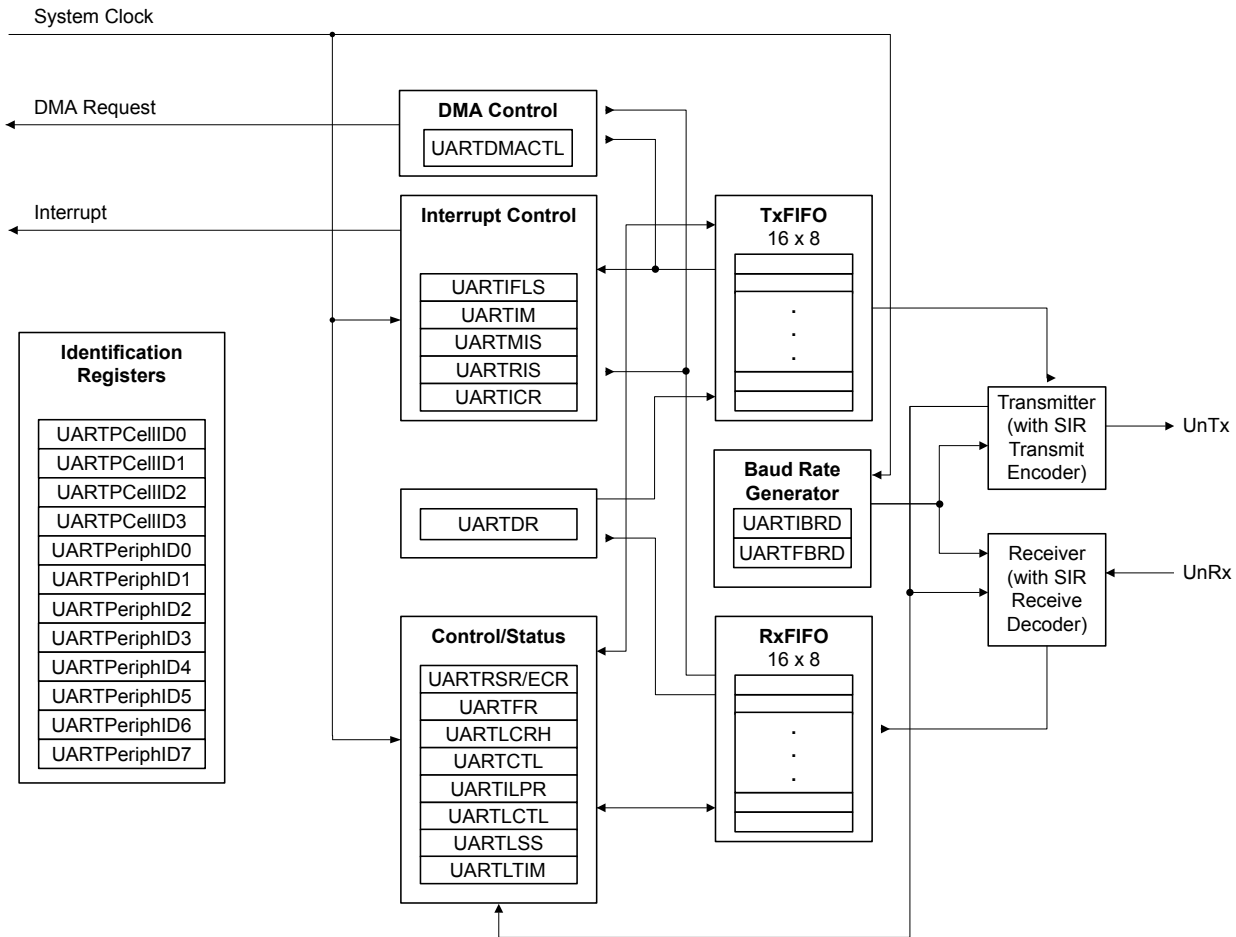 System Clock
DMA Request
DMA Control
UARTDMACTL
Interrupt
Interrupt Control
UARTIFLS
UARTIM
UARTMIS
UARTRIS
UARTICR
TxFIFO
16 x 8
.
.
.
Identification
Registers
UARTPCellID0
UARTPCellID1
UARTPCellID2
UARTPCellID3
UARTPeriphID0
UARTPeriphID1
UARTPeriphID2
UARTPeriphID3
UARTPeriphID4
UARTPeriphID5
UARTPeriphID6
UARTPeriphID7
UARTDR
Baud Rate
Generator
UARTIBRD
UARTFBRD
Transmitter
(with SIR
Transmit
Encoder)
UnTx
Receiver
(with SIR
Receive
Decoder)
UnRx
Control/Status
UARTRSR/ECR
UARTFR
UARTLCRH
UARTCTL
UARTILPR
UARTLCTL
UARTLSS
UARTLTIM
RxFIFO
16 x 8
.
.
.